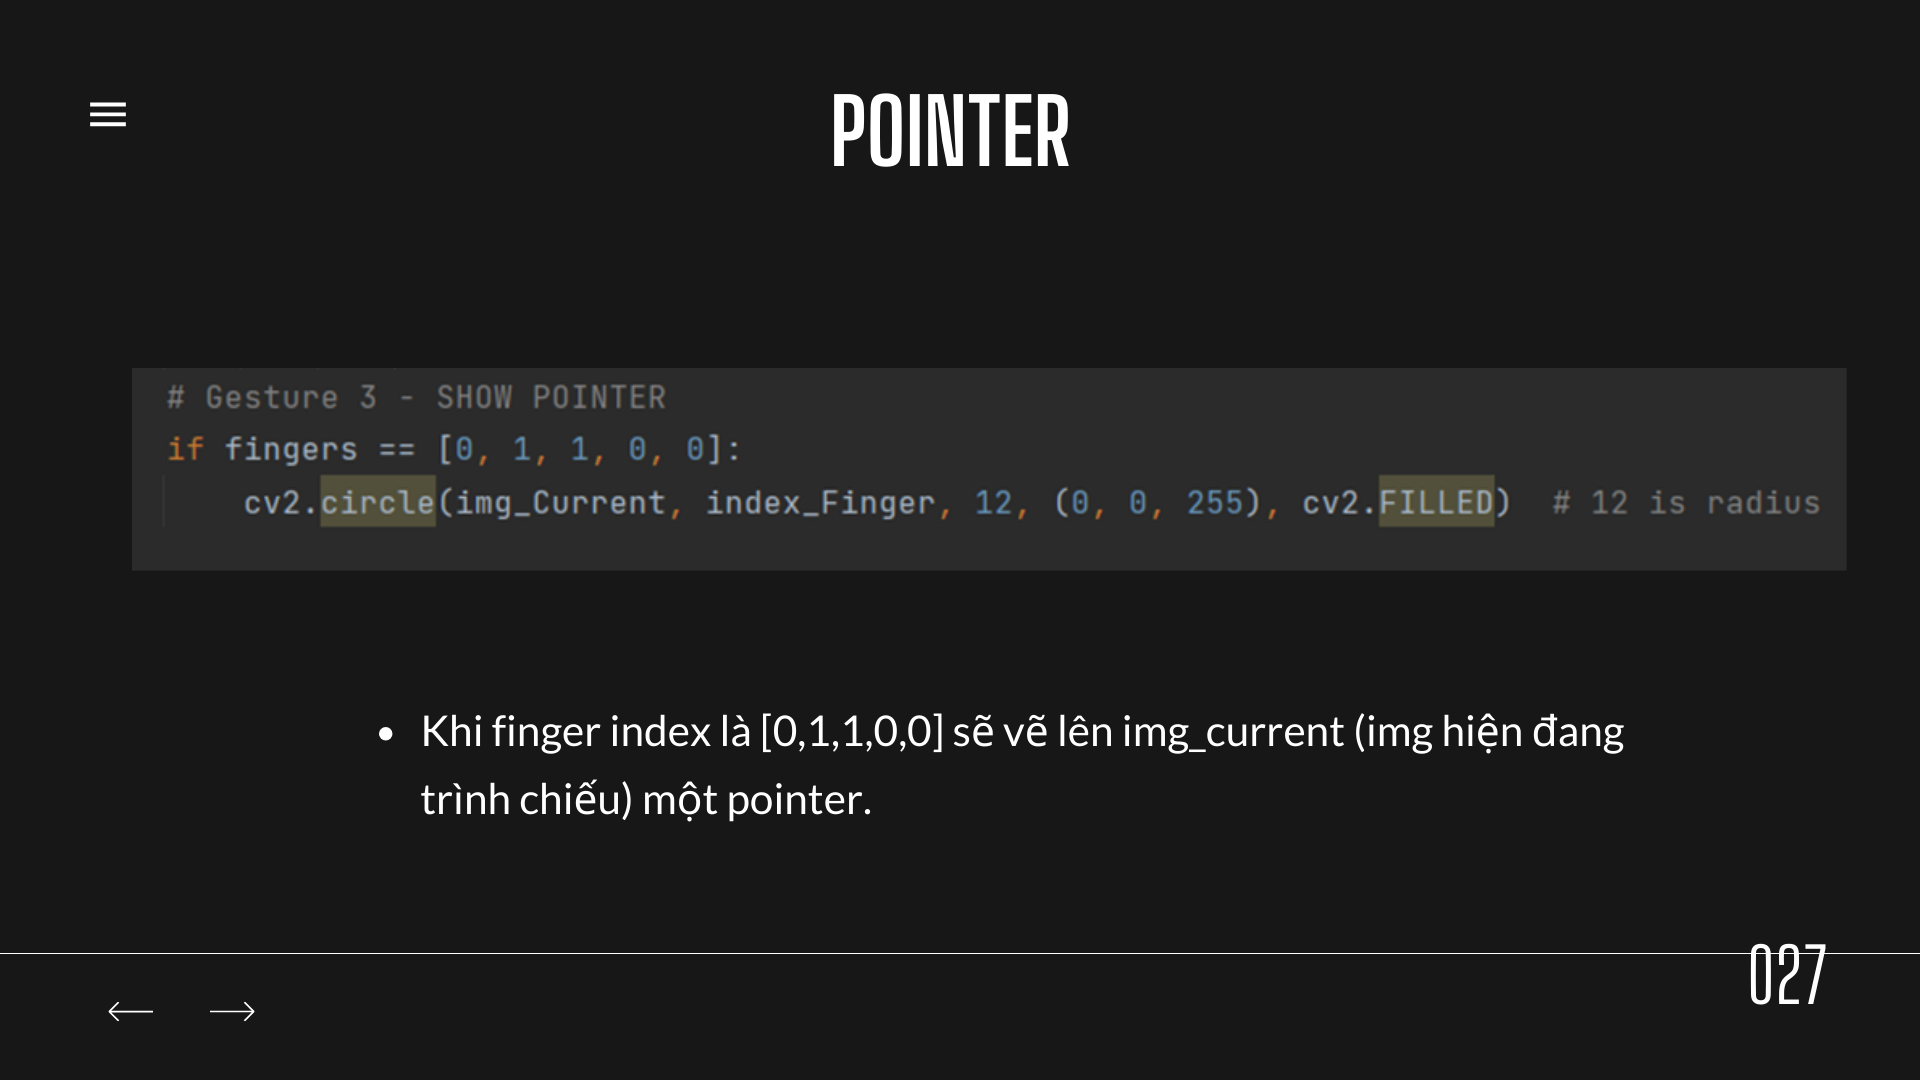 POINTER
# Gesture 3 - SHOW POINTER
if fingers == [0, 1, 1, 0, 0]:
cv2.circle(img_Current, index_Finger, 12, (0, 0, 255), cv2.FILLED)  # 12 is radius
• Khi finger index là [0,1,1,0,0] sẽ vẽ lên img_current (img hiện đang
trình chiếu) một pointer.
027